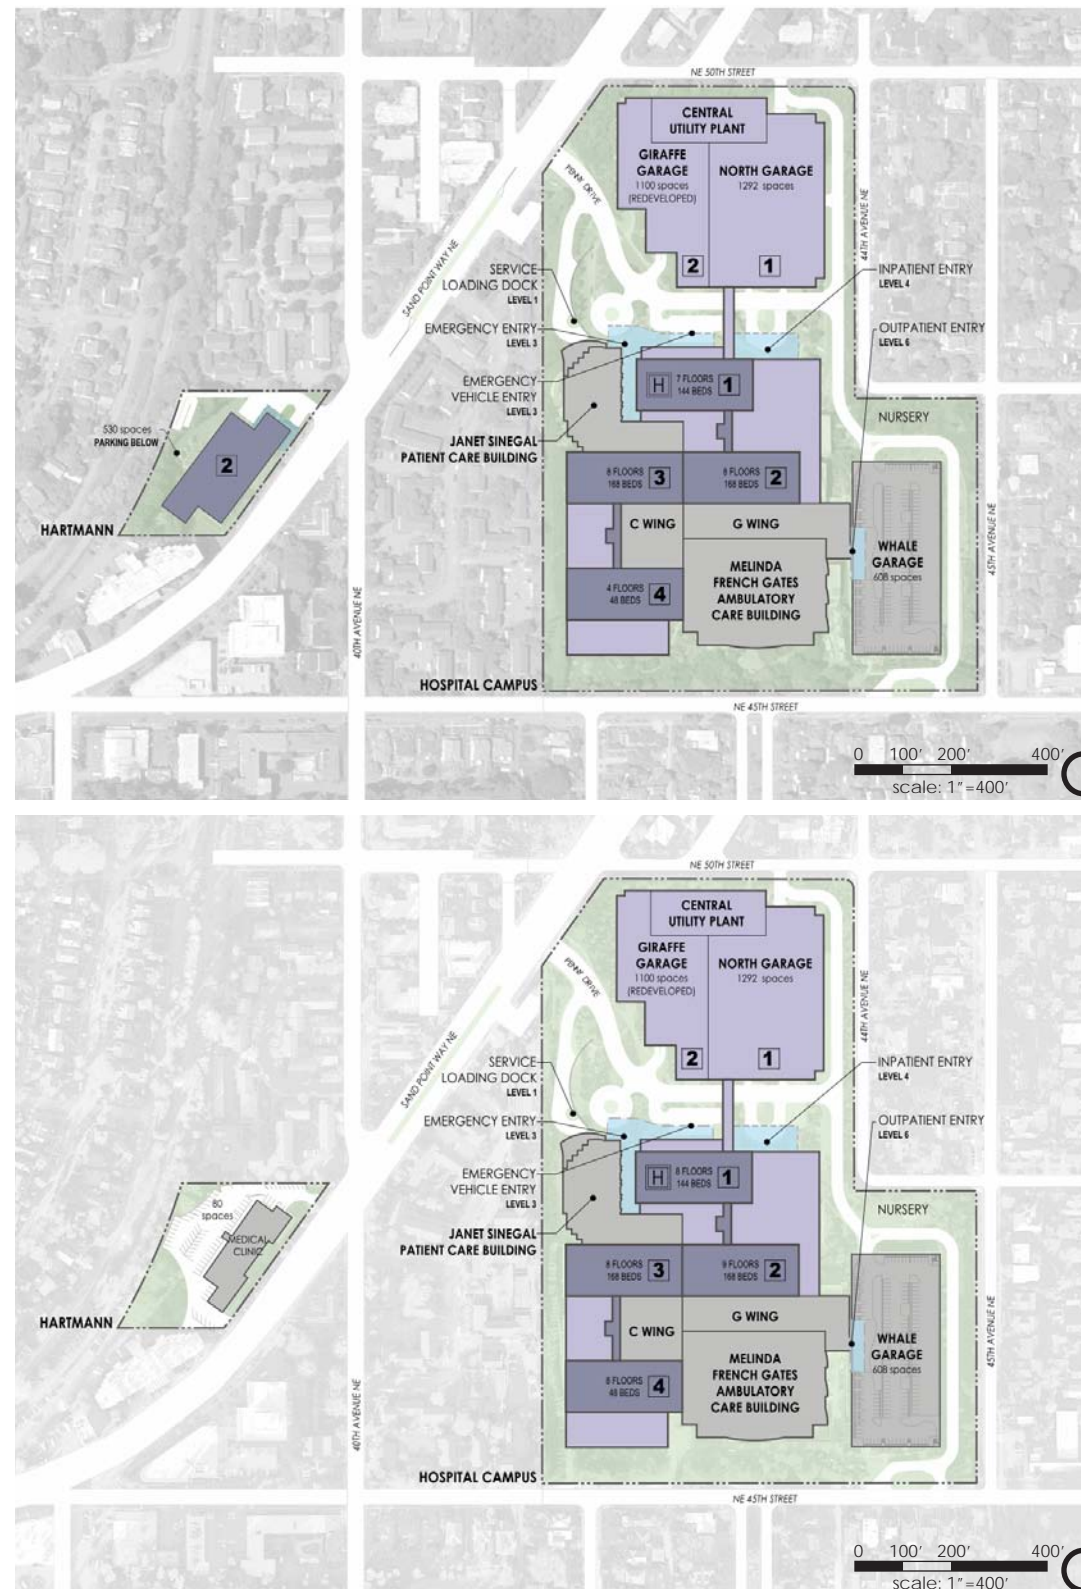 NE 50TH STREET
CENTRAL
UTILITY PLANT
GIRAFFE
GARAGE
1100 spaces
(REDEVELOPED)
NORTH GARAGE
1292 spaces
PENNY DRIVE
44TH AVENUE NE
SAND POINT WAY NE
2
1
SERVICE
LOADING DOCK
LEVEL 1
INPATIENT ENTRY
LEVEL 4
EMERGENCY ENTRY
LEVEL 3
OUTPATIENT ENTRY
LEVEL 6
EMERGENCY
VEHICLE ENTRY
LEVEL 3
H
7 FLOORS
144 BEDS
1
NURSERY
530 spaces
PARKING BELOW
2
JANET SINEGAL
PATIENT CARE BUILDING
8 FLOORS
168 BEDS
3
8 FLOORS
168 BEDS
2
HARTMANN
C WING
G WING
WHALE
GARAGE
608 spaces
45TH AVENUE NE
MELINDA
FRENCH GATES
AMBULATORY
CARE BUILDING
4 FLOORS
48 BEDS
4
40TH AVENUE NE
HOSPITAL CAMPUS
NE 45TH STREET
0 100' 200' 400'
scale: 1"=400'
NE 50TH STREET
CENTRAL
UTILITY PLANT
GIRAFFE
GARAGE
1100 spaces
(REDEVELOPED)
NORTH GARAGE
1292 spaces
PENNY DRIVE
44TH AVENUE NE
SAND POINT WAY NE
2
1
SERVICE
LOADING DOCK
LEVEL 1
INPATIENT ENTRY
LEVEL 4
EMERGENCY ENTRY
LEVEL 3
OUTPATIENT ENTRY
LEVEL 6
EMERGENCY
VEHICLE ENTRY
LEVEL 3
H
8 FLOORS
144 BEDS
1
NURSERY
80
spaces
MEDICAL
CLINIC
JANET SINEGAL
PATIENT CARE BUILDING
8 FLOORS
168 BEDS
3
9 FLOORS
168 BEDS
2
HARTMANN
C WING
G WING
WHALE
GARAGE
608 spaces
45TH AVENUE NE
MELINDA
FRENCH GATES
AMBULATORY
CARE BUILDING
8 FLOORS
48 BEDS
4
40TH AVENUE NE
HOSPITAL CAMPUS
NE 45TH STREET
0 100' 200' 400'
scale: 1"=400'